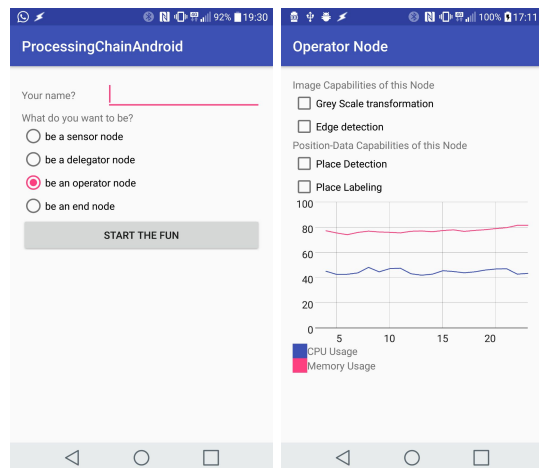 92% 19:30
ProcessingChainAndroid
Your name?
What do you want to be?
be a sensor node
be a delegator node
be an operator node
be an end node
START THE FUN
100% 17:11
Operator Node
Image Capabilities of this Node
Grey Scale transformation
Edge detection
Position-Data Capabilities of this Node
Place Detection
Place Labeling
100
80
60
40
20
0
5 10 15 20
CPU Usage
Memory Usage